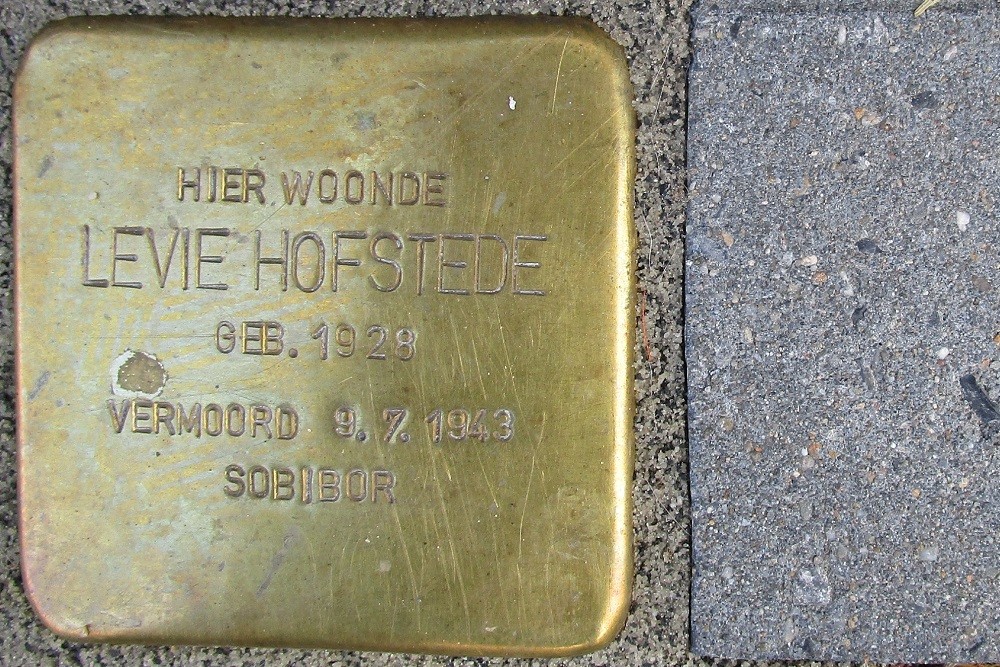 HIER WOONDE
LEVIE HOFSTEDE
GEB. 1928
VERMOORD 9.7.1943
SOBIBOR